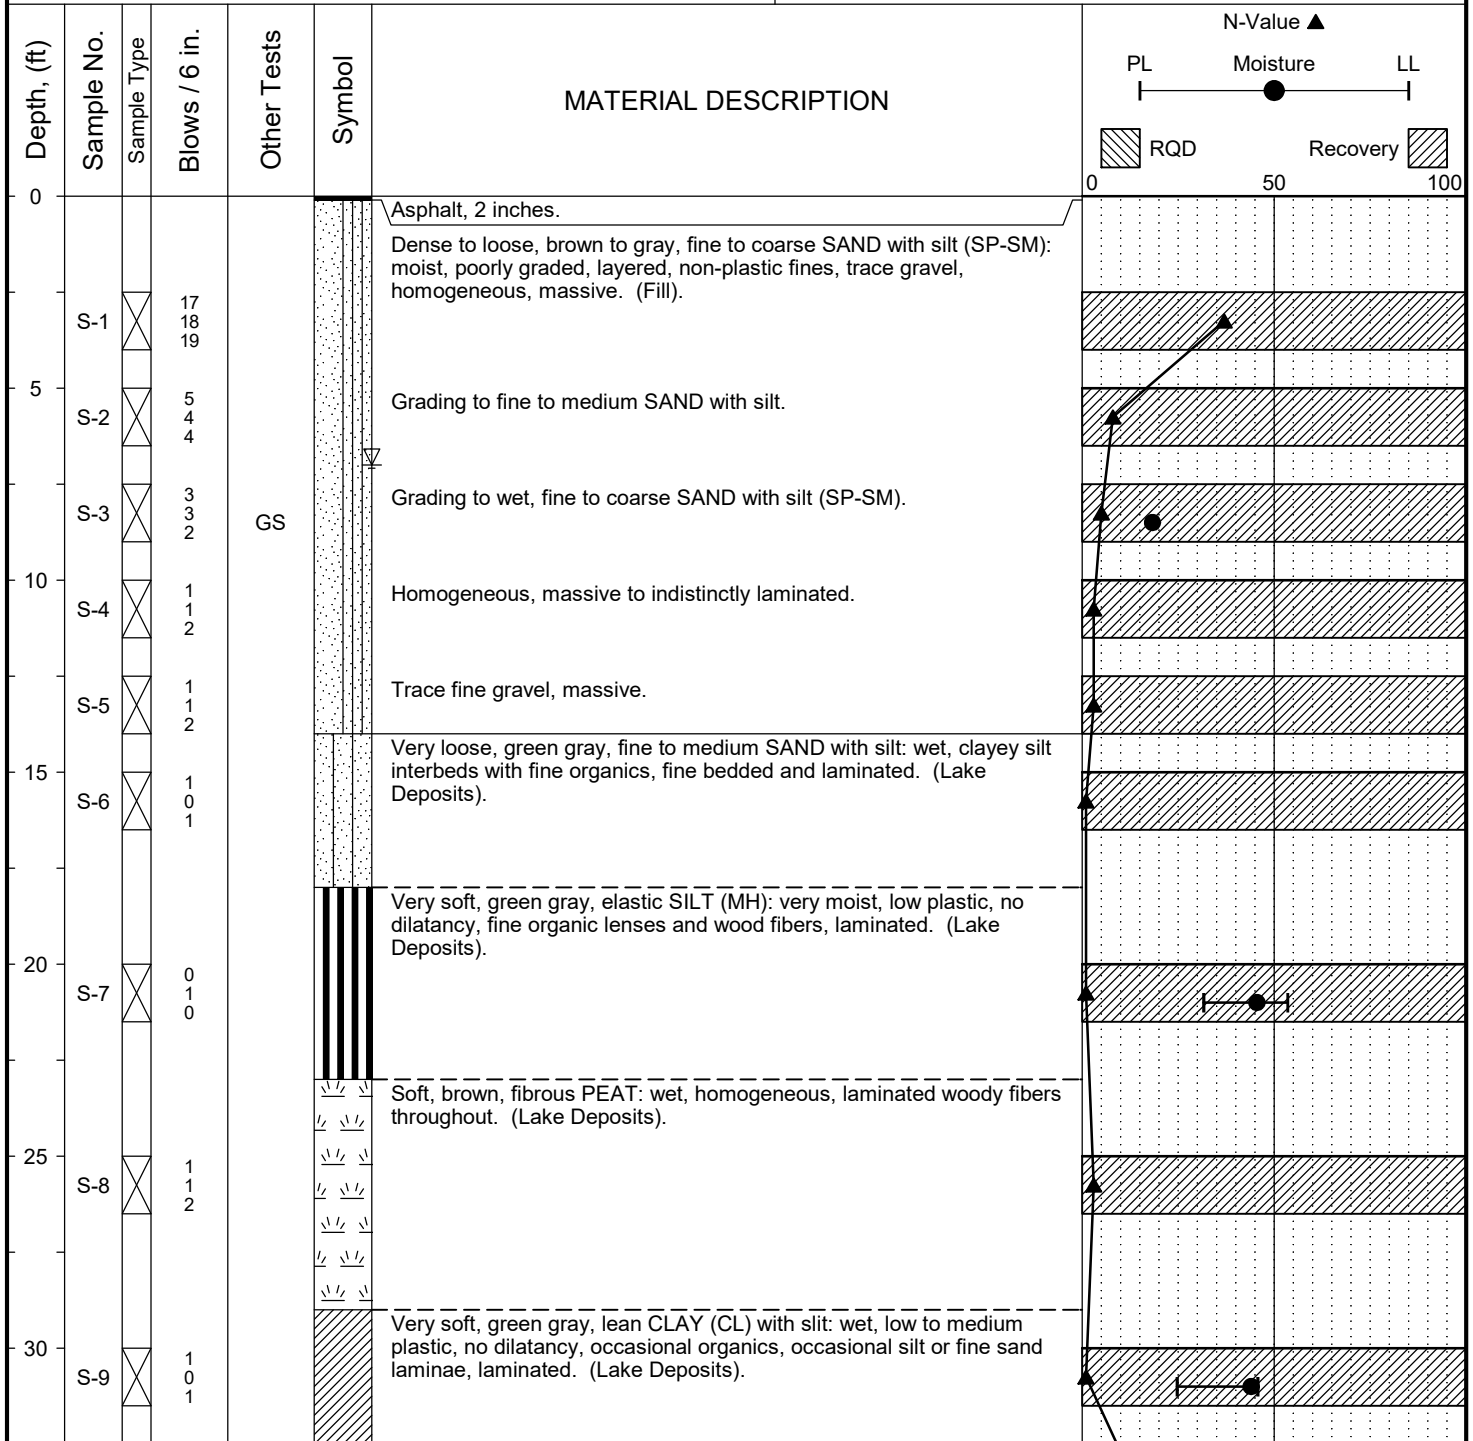 N-Value
PL Moisture LL
RQD Recovery
0 50 100
Depth, (ft)
Sample No.
Sample Type
Blows / 6 in.
Other Tests
Symbol
MATERIAL DESCRIPTION
0
Asphalt, 2 inches.
Dense to loose, brown to gray, fine to coarse SAND with silt (SP-SM):
moist, poorly graded, layered, non-plastic fines, trace gravel,
homogeneous, massive. (Fill).
S-1
17
18
19
5
S-2
5
4
4
Grading to fine to medium SAND with silt.
S-3
3
3
2
GS
Grading to wet, fine to coarse SAND with silt (SP-SM).
10
S-4
1
1
2
Homogeneous, massive to indistinctly laminated.
S-5
1
1
2
Trace fine gravel, massive.
Very loose, green gray, fine to medium SAND with silt: wet, clayey silt
interbeds with fine organics, fine bedded and laminated. (Lake
Deposits).
15
S-6
1
0
1
Very soft, green gray, elastic SILT (MH): very moist, low plastic, no
dilatancy, fine organic lenses and wood fibers, laminated. (Lake
Deposits).
20
S-7
0
1
0
Soft, brown, fibrous PEAT: wet, homogeneous, laminated woody fibers
throughout. (Lake Deposits).
25
S-8
1
1
2
Very soft, green gray, lean CLAY (CL) with slit: wet, low to medium
plastic, no dilatancy, occasional organics, occasional silt or fine sand
laminae, laminated. (Lake Deposits).
30
S-9
1
0
1